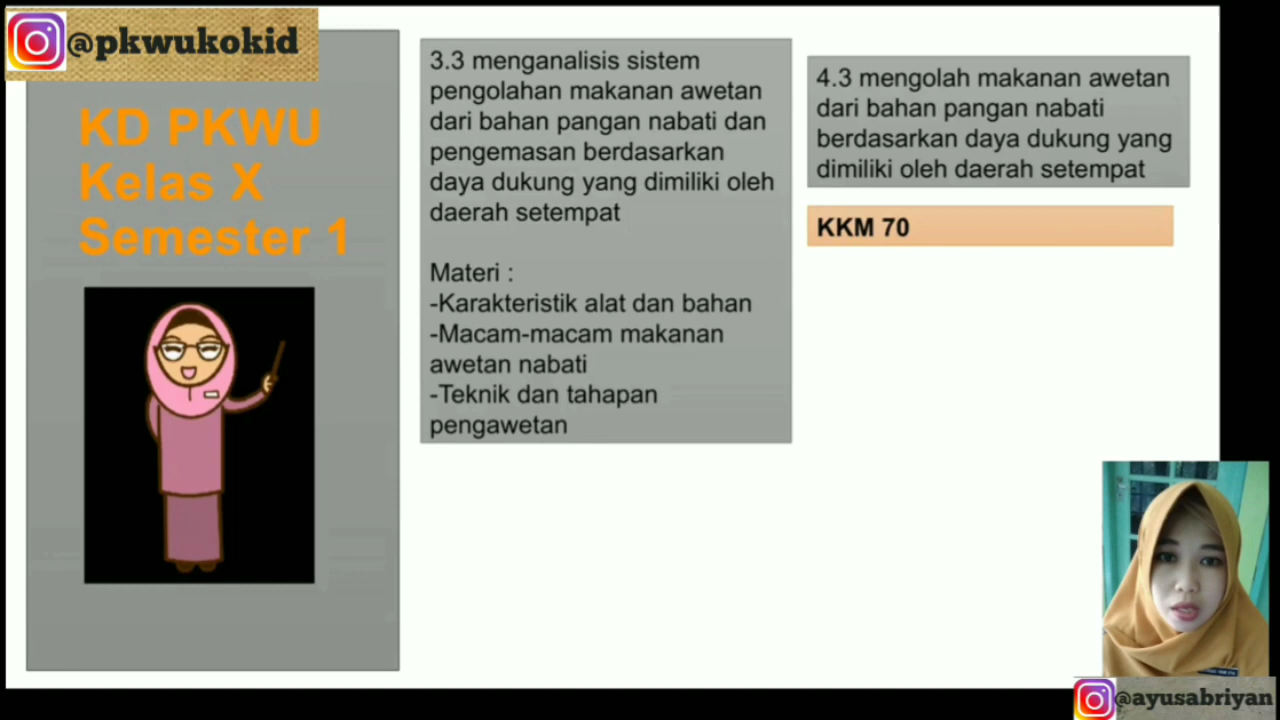 @pkwukokid
KD PKWU
Kelas X
Semester 1
3.3 menganalisis sistem
pengolahan makanan awetan
dari bahan pangan nabati dan
pengemasan berdasarkan
daya dukung yang dimiliki oleh
daerah setempat
Materi :
-Karakteristik alat dan bahan
-Macam-macam makanan
awetan nabati
-Teknik dan tahapan
pengawetan
4.3 mengolah makanan awetan
dari bahan pangan nabati
berdasarkan daya dukung yang
dimiliki oleh daerah setempat
KKM 70
@ayusabriyan